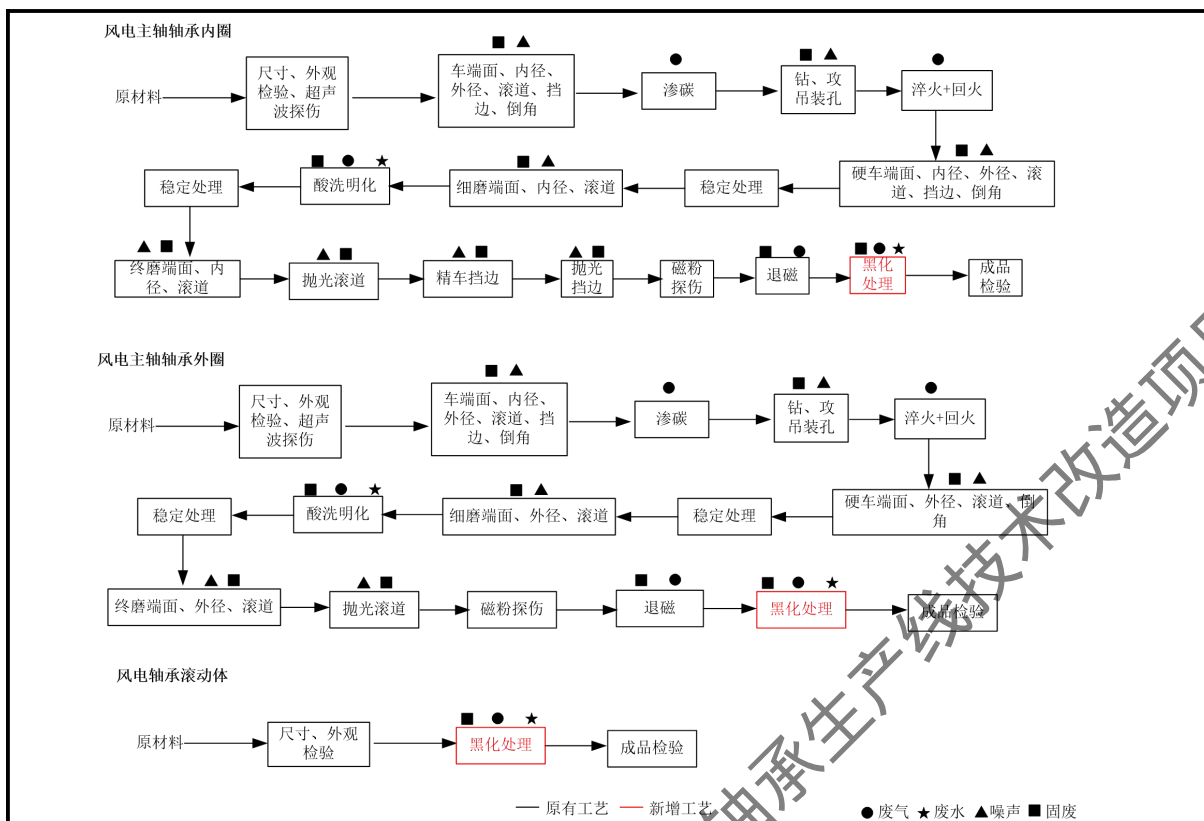 风电主轴轴承内圈
原材料
尺寸、外观
检验、超声
波探伤
车端面、内径、
外径、滚道、挡
边、倒角
渗碳
钻、攻
吊装孔
淬火+回火
硬车端面、内径、外径、滚
道、挡边、倒角
稳定处理
细磨端面、内径、滚道
酸洗明化
稳定处理
终磨端面、内
径、滚道
抛光滚道
精车挡边
抛光
挡边
磁粉
探伤
退磁
黑化
处理
成品
检验
风电主轴轴承外圈
原材料
尺寸、外观
检验、超声
波探伤
车端面、内径、
外径、滚道、挡
边、倒角
渗碳
钻、攻
吊装孔
淬火+回火
硬车端面、外径、滚道、倒
角
稳定处理
细磨端面、外径、滚道
酸洗明化
稳定处理
终磨端面、外径、滚道
抛光滚道
磁粉探伤
退磁
黑化处理
成品检验
风电轴承滚动体
原材料
尺寸、外观
检验
黑化处理
成品检验
原有工艺
新增工艺
●废气 ★废水 ▲噪声 ■固废
轴承生产线技术改造项